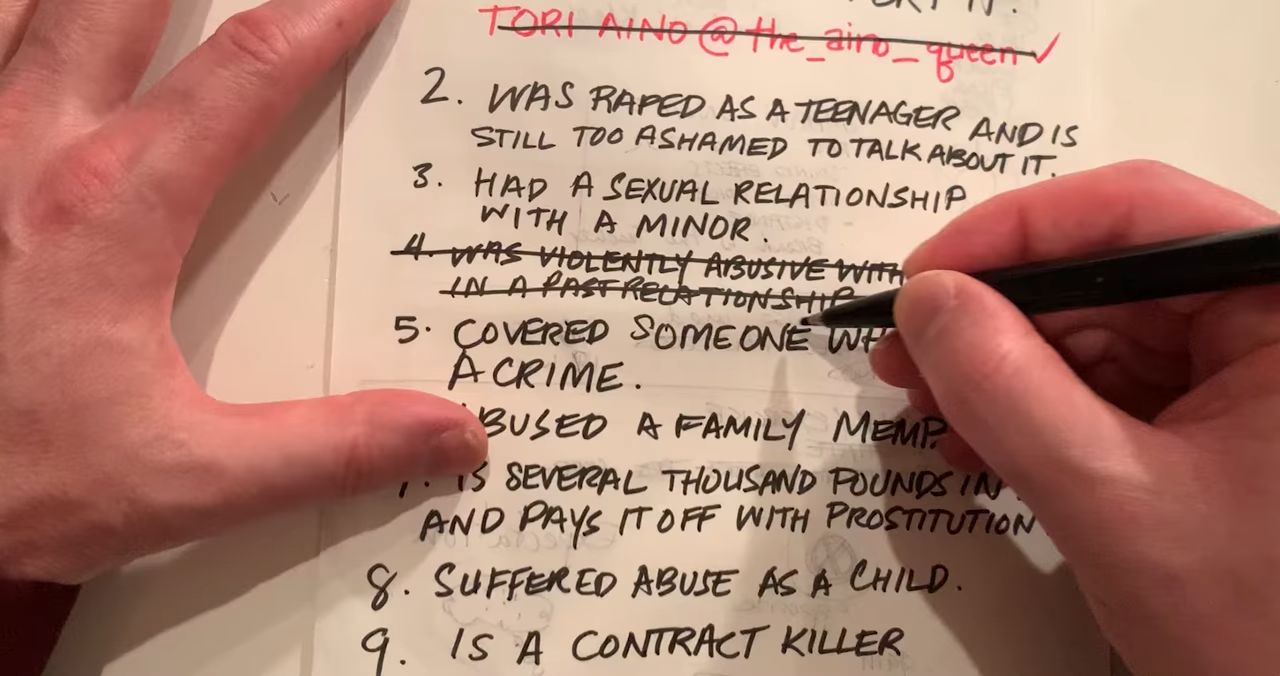 TORI AINO @ the_aino_queen ✓
2. WAS RAPED AS A TEENAGER AND IS
STILL TOO ASHAMED TO TALK ABOUT IT.
3. HAD A SEXUAL RELATIONSHIP
WITH A MINOR.
4. WAS VIOLENTLY ABUSIVE WITH
IN A PAST RELATIONSHIP
5. COVERED SOMEONE
A CRIME.
A FAMILY
IS SEVERAL THOUSAND POUNDS IN
AND PAYS IT OFF WITH PROSTITUTION
8. SUFFERED ABUSE AS A CHILD.
9. IS A CONTRACT KILLER